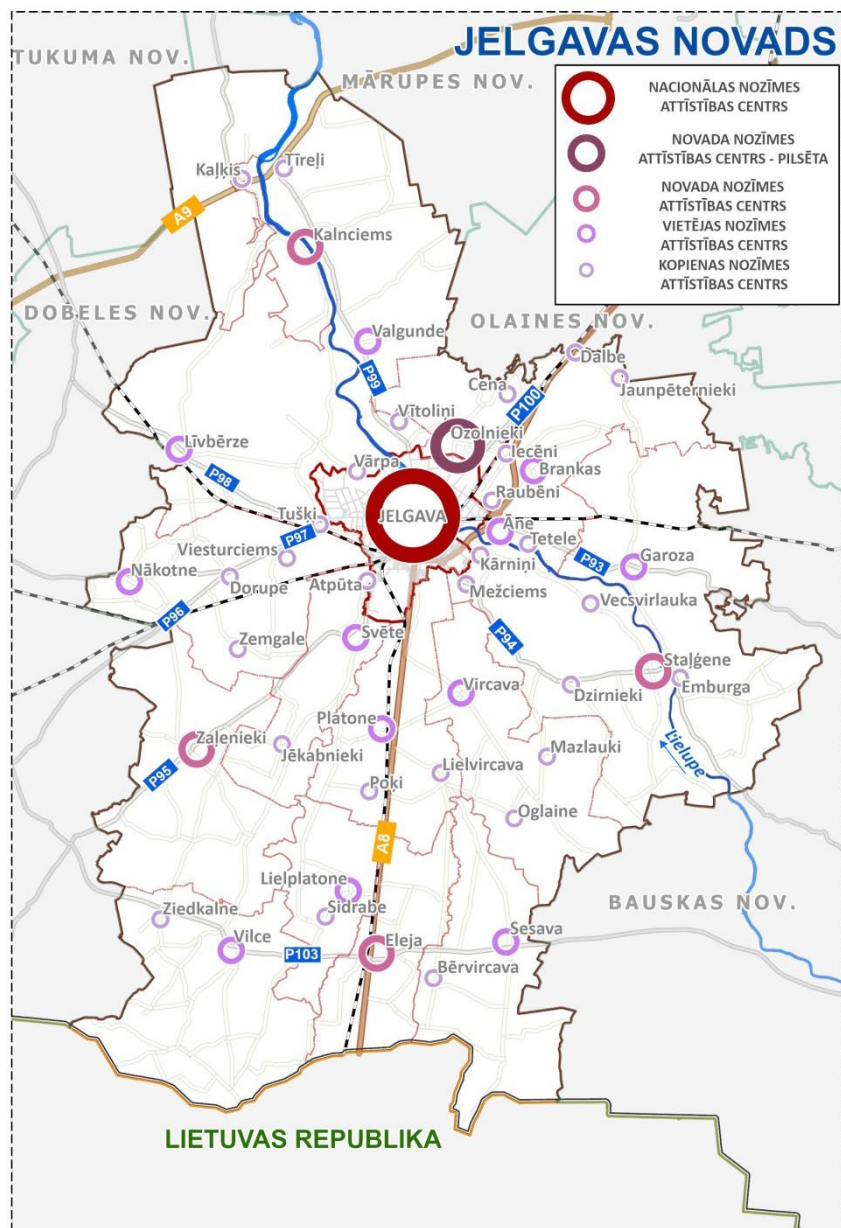 JELGAVAS NOVADS
TUKUMA NOV.
MĀRUPES NOV.
NACIONĀLAS NOZĪMES
ATTĪSTĪBAS CENTRS
NOVADA NOZĪMES
ATTĪSTĪBAS CENTRS - PILSĒTA
NOVADA NOZĪMES
ATTĪSTĪBAS CENTRS
VIETĒJAS NOZĪMES
ATTĪSTĪBAS CENTRS
KOPIENAS NOZĪMES
ATTĪSTĪBAS CENTRS
Kaļķis
Tīreļi
A9
Kalnciems
DOBELES NOV.
OLAINES NOV.
Valgunde
Dalbe
P99
Cena
Jaunpēternieki
P100
Vītoliņi
Ozolnieki
Līvbērze
Iecēni
Vārpa
Brankas
P98
Raubēni
JELGAVA
Tušķi
Āne
Tetele
P97
Viesturciems
Kārniņi
P93
Garoza
Nākotne
Dorupe
Atpūta
Mežciems
P96
Vecsvirlauka
Svēte
Zemgale
P94
Staļģene
Emburga
Vircava
Dzirnieki
Platone
Zaļenieki
Jēkabnieki
Mazlauki
Lielupe
P95
Poķi
Lielvircava
Oglaine
A8
Lielplatone
BAUSKAS NOV.
Ziedkalne
Sidrabe
Vilce
Eleja
Sesava
P103
Bērvircava
LIETUVAS REPUBLIKA